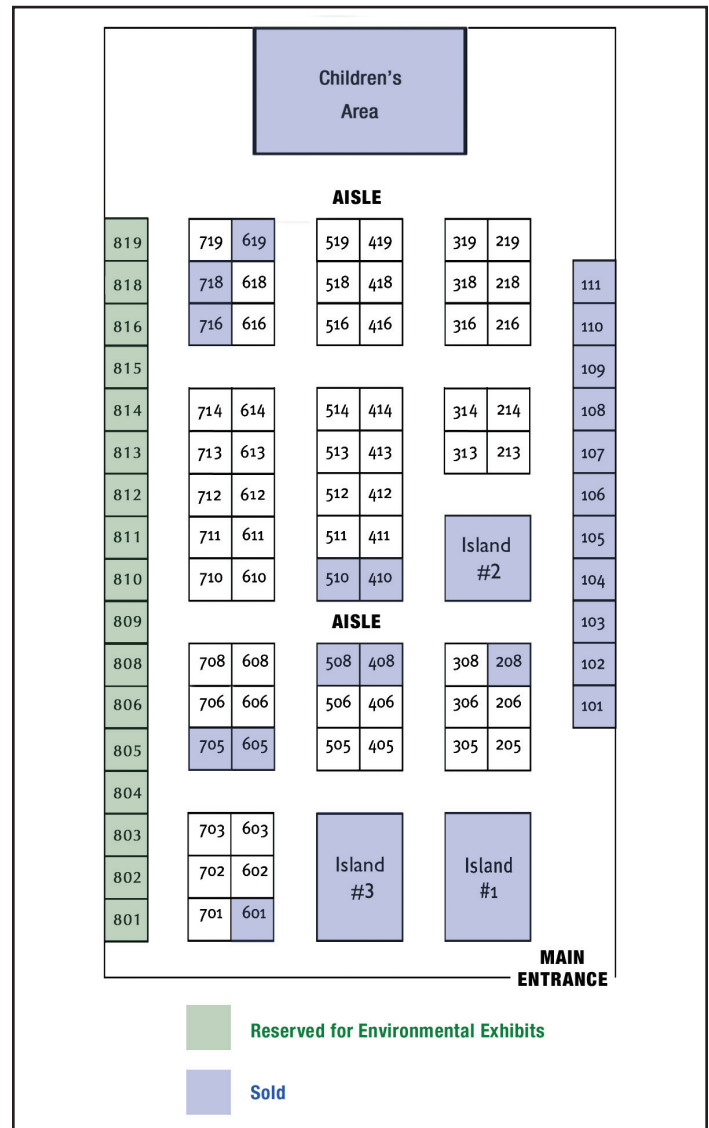 Children's
Area
AISLE
819 719 619 519 419 319 219
818 718 618 518 418 318 218 111
816 716 616 516 416 316 216 110
815 109
814 714 614 514 414 314 214 108
813 713 613 513 413 313 213 107
812 712 612 512 412 106
811 711 611 511 411 Island 105
810 710 610 510 410 #2 104
809 AISLE 103
808 708 608 508 408 308 208 102
806 706 606 506 406 306 206 101
805 705 605 505 405 305 205
804
803 703 603
802 702 602 Island #3 Island #1
801 701 601
MAIN
ENTRANCE
Reserved for Environmental Exhibits
Sold